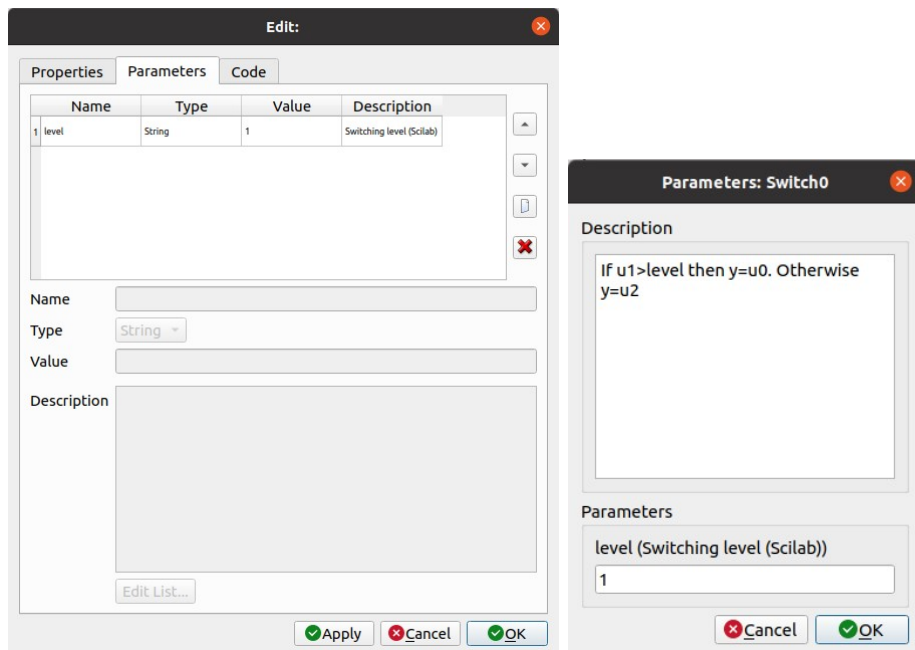 Edit:
Properties Parameters Code
Name Type Value Description
1 level String 1 Switching level (Scilab)
Name
Type String
Value
Description
Edit List...
Apply Cancel OK
Parameters: Switch0
Description
If u1>level then y=u0. Otherwise
y=u2
Parameters
level (Switching level (Scilab))
1
Cancel OK